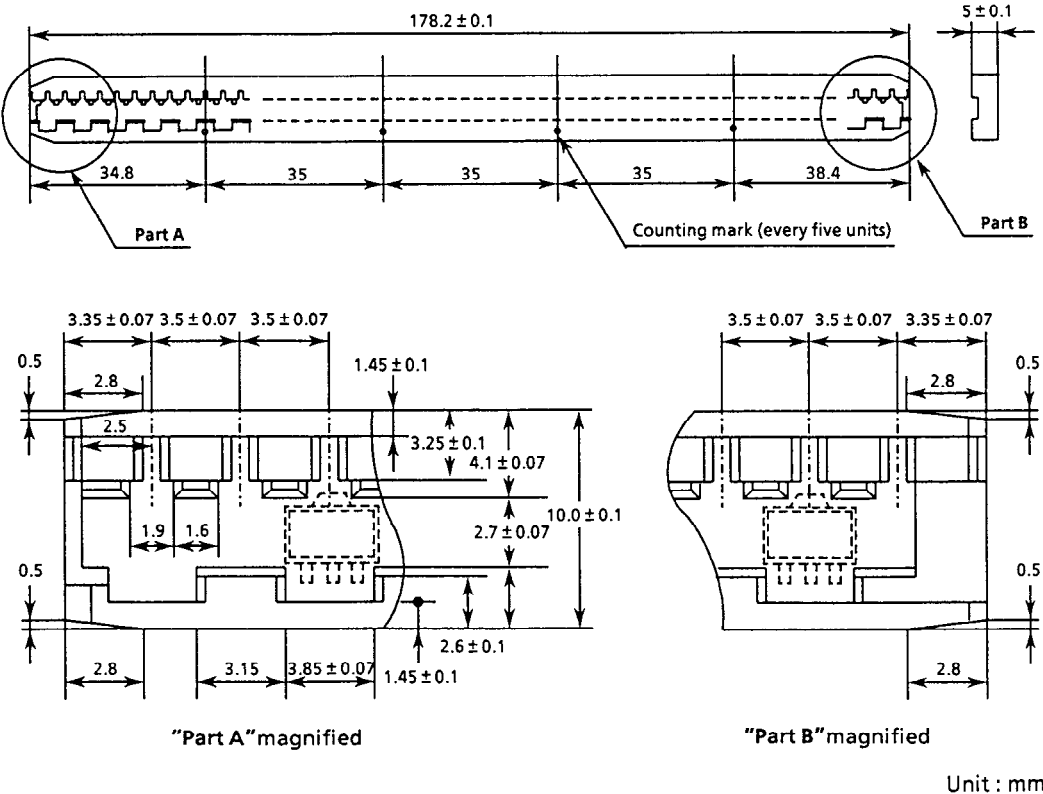 178.2 ± 0.1
5 ± 0.1
34.8
35
35
35
38.4
Part A
Counting mark (every five units)
Part B
3.35 ± 0.07
3.5 ± 0.07
3.5 ± 0.07
3.5 ± 0.07
3.5 ± 0.07
3.35 ± 0.07
0.5
2.8
1.45 ± 0.1
2.8
0.5
2.5
3.25 ± 0.1
4.1 ± 0.07
10.0 ± 0.1
1.9
1.6
2.7 ± 0.07
0.5
0.5
2.6 ± 0.1
2.8
3.15
3.85 ± 0.07
1.45 ± 0.1
2.8
"Part A" magnified
"Part B" magnified
Unit : mm